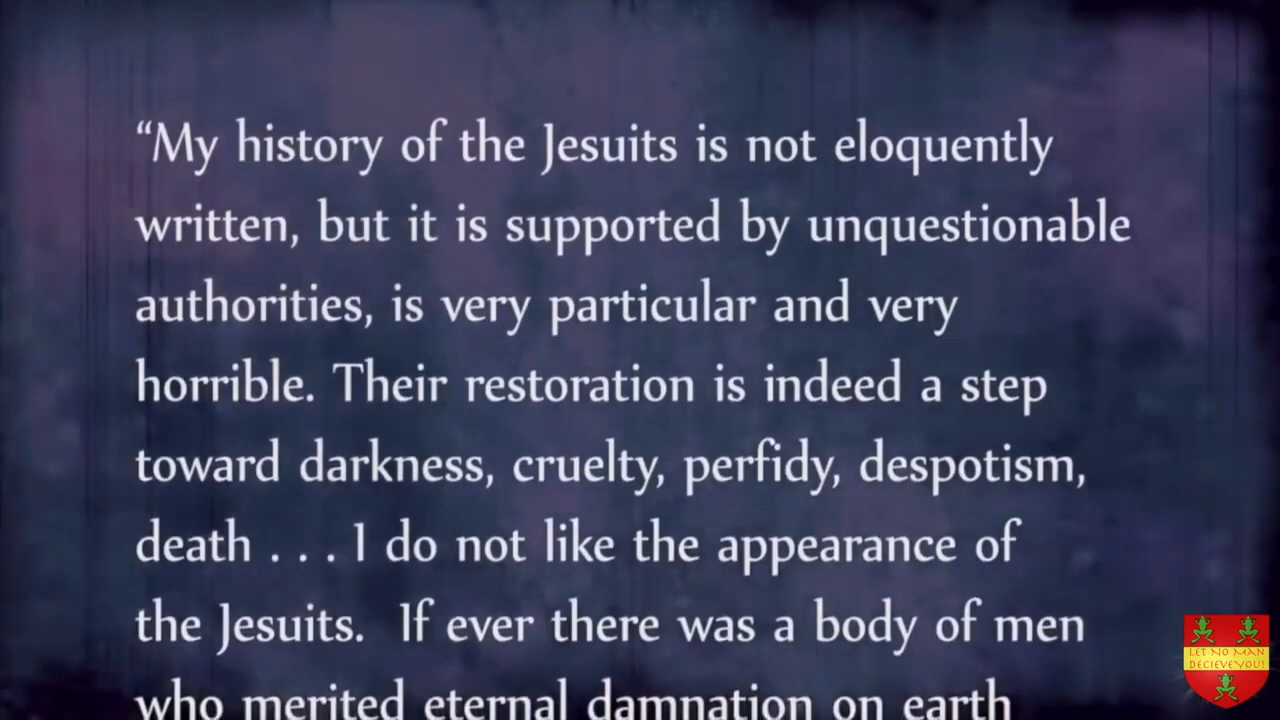 “My history of the Jesuits is not eloquently
written, but it is supported by unquestionable
authorities, is very particular and very
horrible. Their restoration is indeed a step
toward darkness, cruelty, perfidy, despotism,
death . . . I do not like the appearance of
the Jesuits.  If ever there was a body of men
who merited eternal damnation on earth
LET NO MAN
DECIEVE YOU!